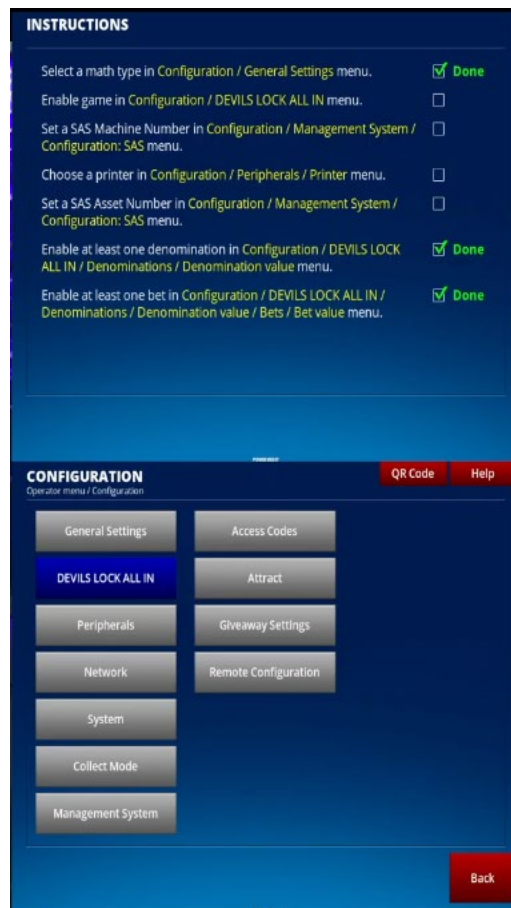 INSTRUCTIONS
Select a math type in Configuration / General Settings menu. Done
Enable game in Configuration / DEVILS LOCK ALL IN menu.
Set a SAS Machine Number in Configuration / Management System /
Configuration: SAS menu.
Choose a printer in Configuration / Peripherals / Printer menu.
Set a SAS Asset Number in Configuration / Management System /
Configuration: SAS menu.
Enable at least one denomination in Configuration / DEVILS LOCK Done
ALL IN / Denominations / Denomination value menu.
Enable at least one bet in Configuration / DEVILS LOCK ALL IN / Done
Denominations / Denomination value / Bets / Bet value menu.
CONFIGURATION
QR Code Help
Operator menu / Configuration
General Settings Access Codes
DEVILS LOCK ALL IN Attract
Peripherals Giveaway Settings
Network Remote Configuration
System
Collect Mode
Management System
Back